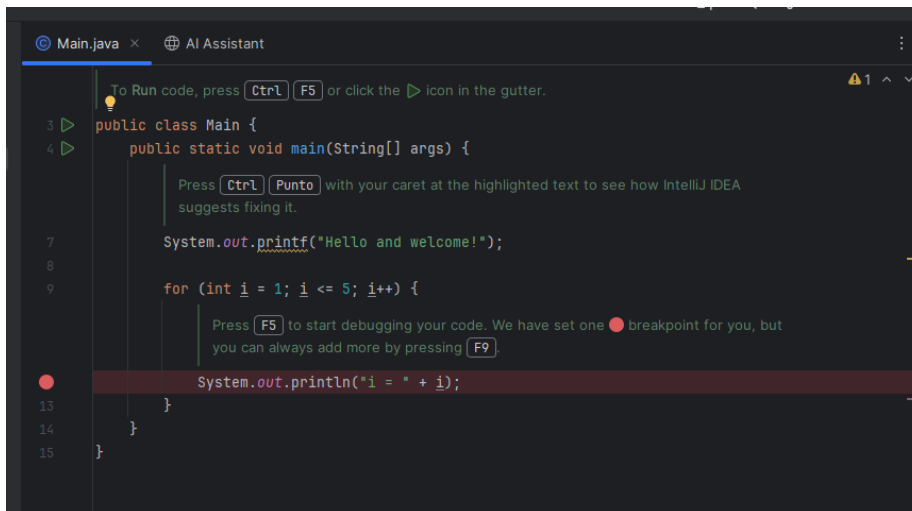 Main.java
AI Assistant
1
To Run code, press Ctrl F5 or click the icon in the gutter.
3 public class Main {
4 public static void main(String[] args) {
Press Ctrl Punto with your caret at the highlighted text to see how IntelliJ IDEA
suggests fixing it.
7 System.out.printf("Hello and welcome!");
8
9 for (int i = 1; i <= 5; i++) {
Press F5 to start debugging your code. We have set one breakpoint for you, but
you can always add more by pressing F9.
System.out.println("i = " + i);
13 }
14 }
15 }